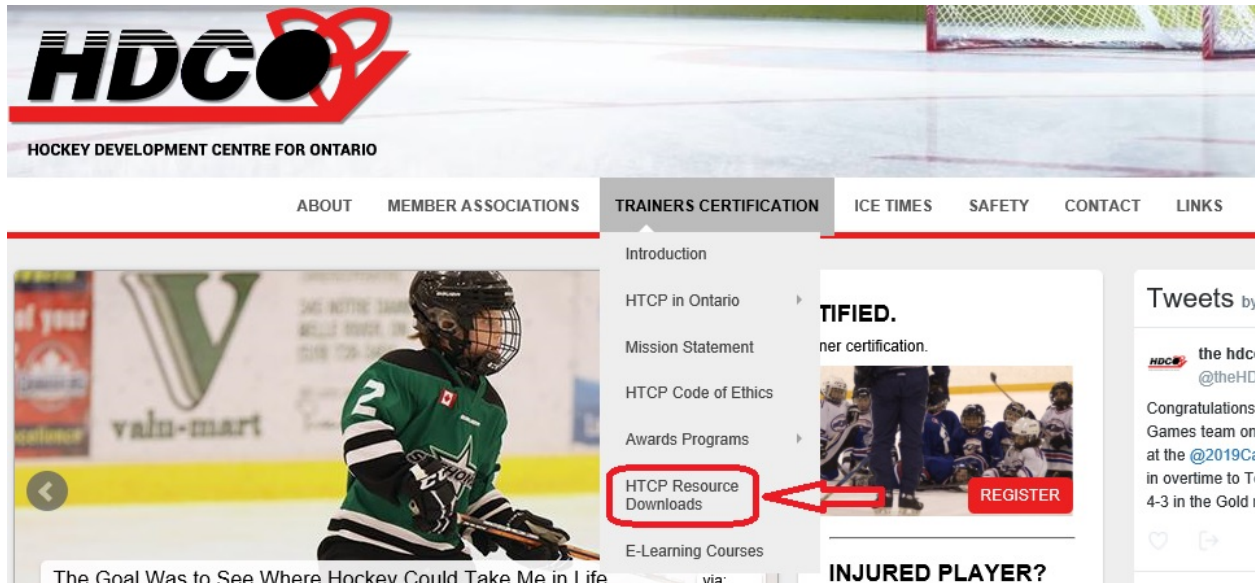 HDCO
HOCKEY DEVELOPMENT CENTRE FOR ONTARIO
ABOUT MEMBER ASSOCIATIONS TRAINERS CERTIFICATION ICE TIMES SAFETY CONTACT LINKS
Introduction
HTCP in Ontario
Mission Statement
HTCP Code of Ethics
Awards Programs
HTCP Resource
Downloads
E-Learning Courses
V
valu-mart
2
The Goal Was to See Where Hockey Could Take Me in Life
via:
TIFIED.
ner certification.
REGISTER
INJURED PLAYER?
Tweets by
HDCO
the hdco
@theHD
Congratulations
Games team on
at the @2019Ca
in overtime to To
4-3 in the Gold